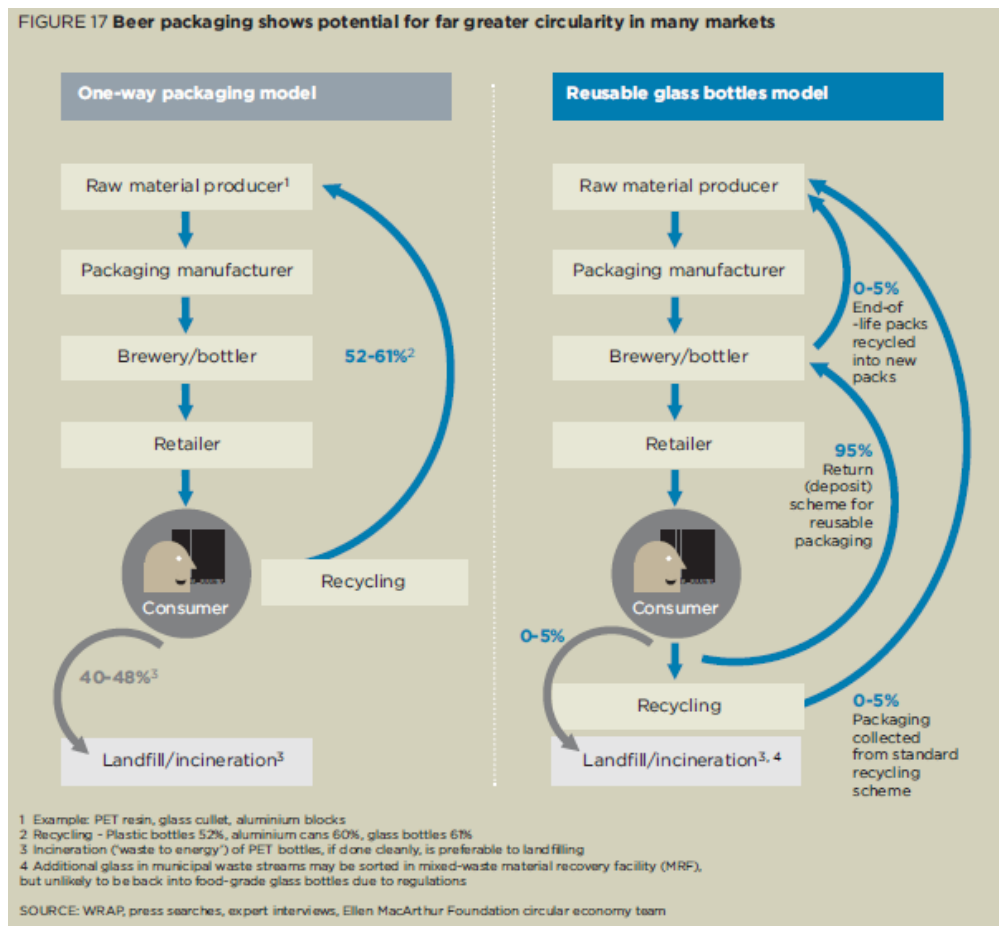 FIGURE 17 Beer packaging shows potential for far greater circularity in many markets
One-way packaging model
Raw material producer¹
Packaging manufacturer
Brewery/bottler
52-61%²
Retailer
Consumer
Recycling
40-48%³
Landfill/incineration³
Reusable glass bottles model
Raw material producer
Packaging manufacturer
0-5%
End-of
-life packs
recycled
into new
packs
Brewery/bottler
Retailer
95%
Return
(deposit)
scheme for
reusable
packaging
Consumer
0-5%
Recycling
0-5%
Packaging
collected
from standard
recycling
scheme
Landfill/incineration³, ⁴
1 Example: PET resin, glass cullet, aluminium blocks
2 Recycling - Plastic bottles 52%, aluminium cans 60%, glass bottles 61%
3 Incineration ('waste to energy') of PET bottles, if done cleanly, is preferable to landfilling
4 Additional glass in municipal waste streams may be sorted in mixed-waste material recovery facility (MRF),
but unlikely to be back into food-grade glass bottles due to regulations
SOURCE: WRAP, press searches, expert interviews, Ellen MacArthur Foundation circular economy team